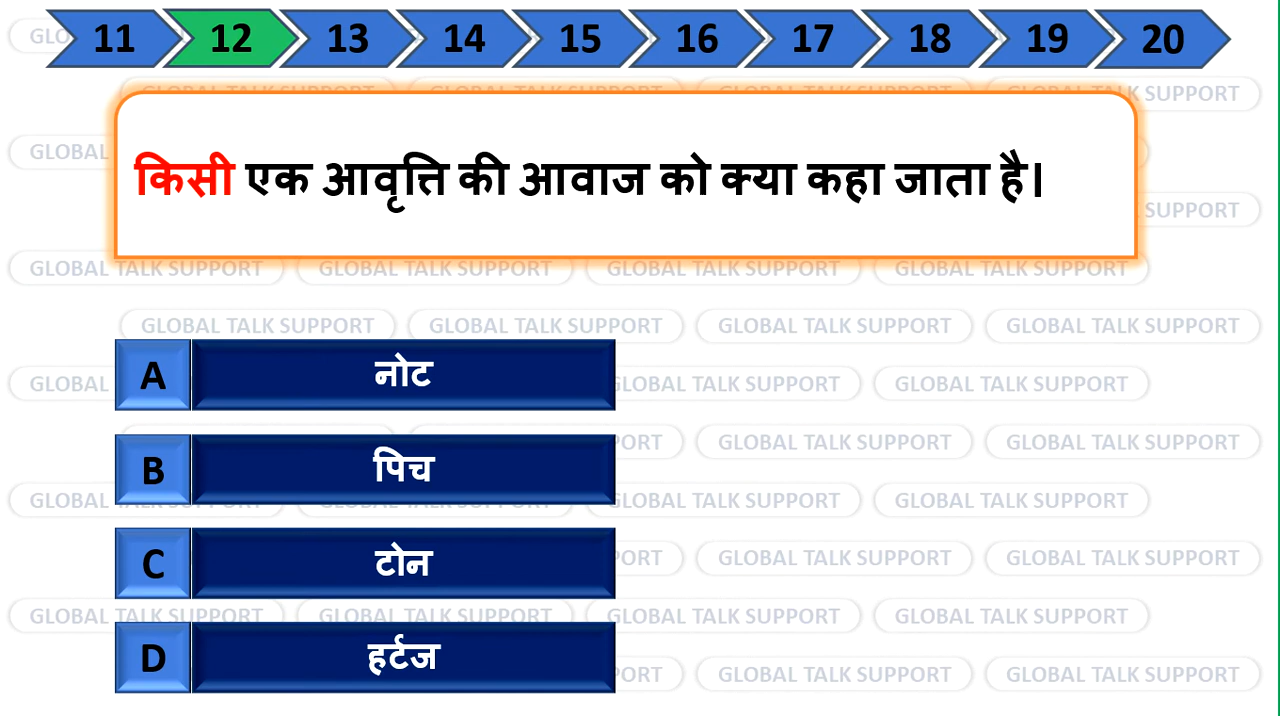 11 12 13 14 15 16 17 18 19 20
किसी एक आवृत्ति की आवाज को क्या कहा जाता है।
A नोट
B पिच
C टोन
D हर्टज
GLOBAL TALK SUPPORT